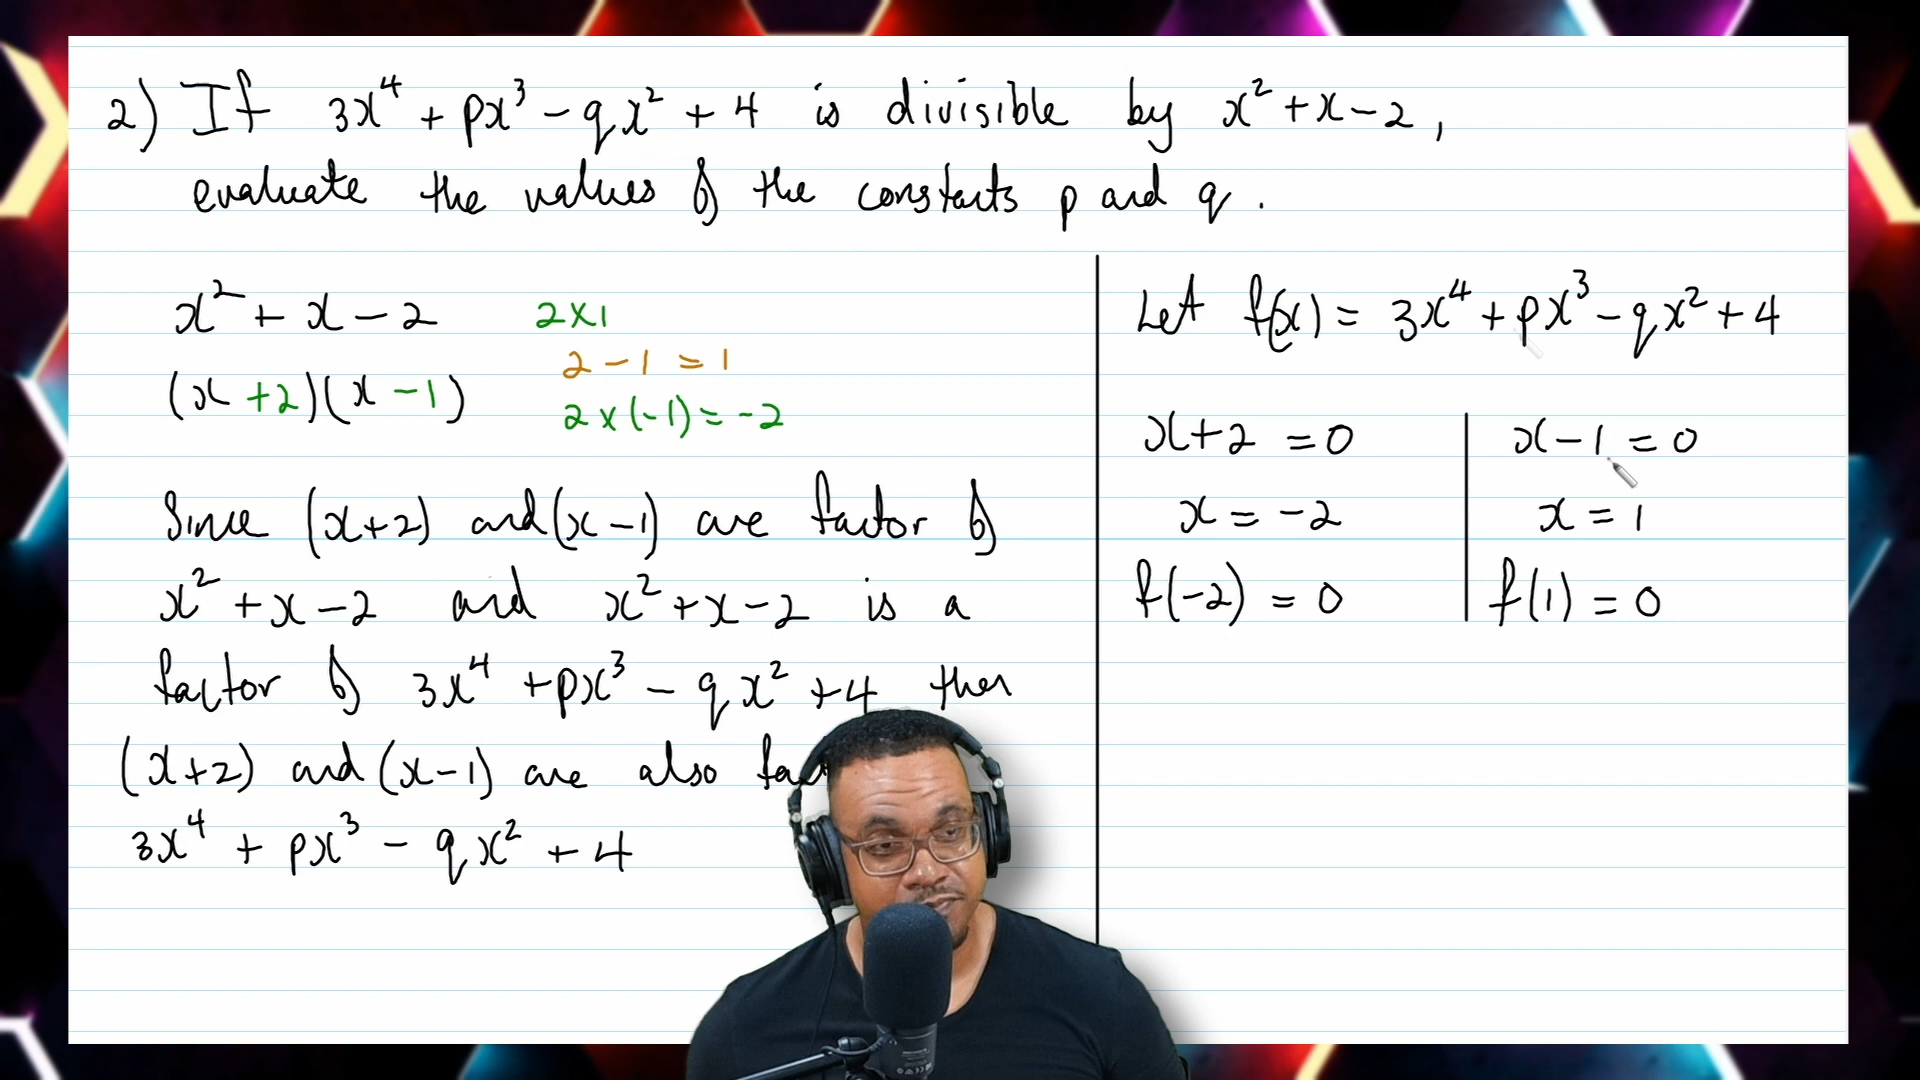 2) If 3x⁴ + px³ - qx² + 4 is divisible by x² + x - 2,
evaluate the values of the constants p and q.
x² + x - 2
2 x 1
2 - 1 = 1
(x + 2)(x - 1)
2 x (-1) = -2
Since (x+2) and (x-1) are factor of
x² + x - 2 and x² + x - 2 is a
factor of 3x⁴ + px³ - qx² + 4 then
(x+2) and (x-1) are also
3x⁴ + px³ - qx² + 4
Let f(x) = 3x⁴ + px³ - qx² + 4
x+2 = 0
x = -2
f(-2) = 0
x - 1 = 0
x = 1
f(1) = 0